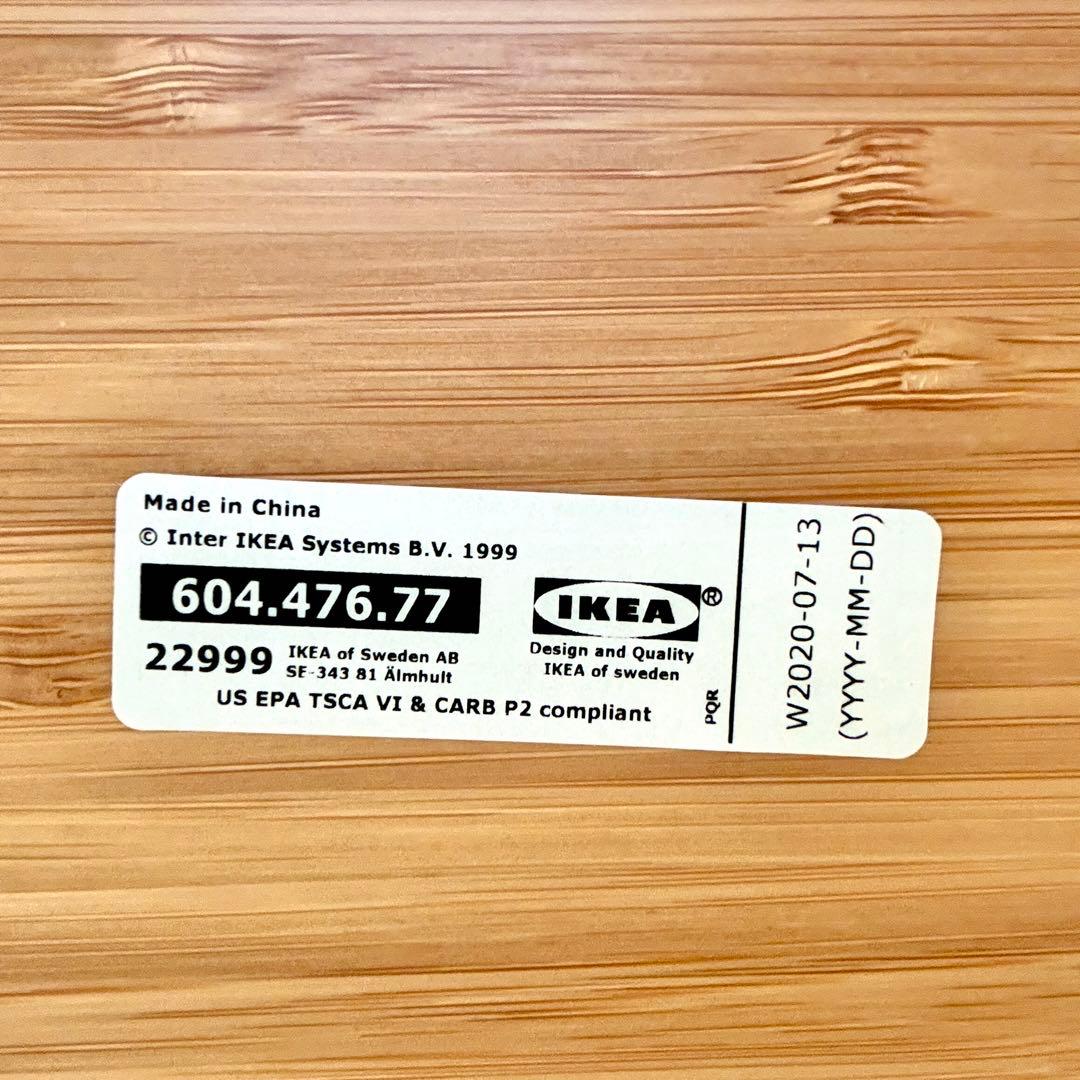 Made in China
© Inter IKEA Systems B.V. 1999
604.476.77
22999
IKEA of Sweden AB
SE-343 81 Älmhult
US EPA TSCA VI & CARB P2 compliant
IKEA®
Design and Quality
IKEA of sweden
PQR
W2020-07-13
(YYYY-MM-DD)